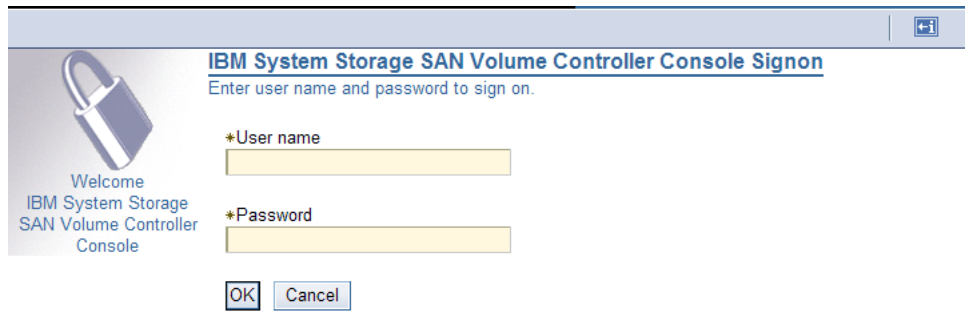 IBM System Storage SAN Volume Controller Console Signon
Enter user name and password to sign on.
*User name
*Password
OK Cancel
Welcome
IBM System Storage
SAN Volume Controller
Console